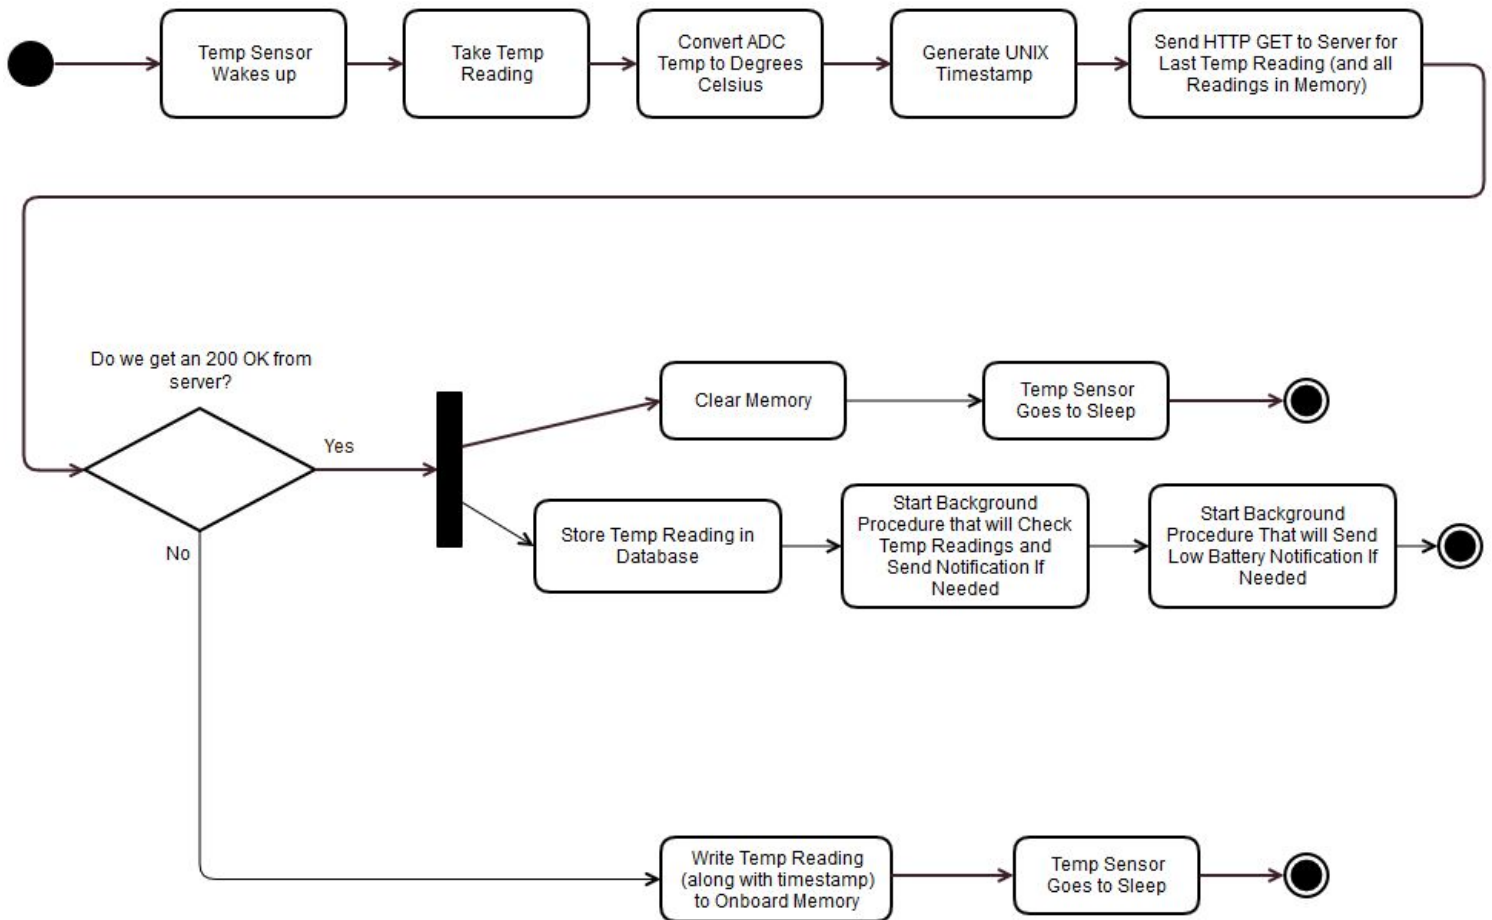 Temp Sensor
Wakes up
Take Temp
Reading
Convert ADC
Temp to Degrees
Celsius
Generate UNIX
Timestamp
Send HTTP GET to Server for
Last Temp Reading (and all
Readings in Memory)
Do we get an 200 OK from
server?
Yes
No
Clear Memory
Temp Sensor
Goes to Sleep
Store Temp Reading in
Database
Start Background
Procedure that will Check
Temp Readings and
Send Notification If
Needed
Start Background
Procedure That will Send
Low Battery Notification If
Needed
Write Temp Reading
(along with timestamp)
to Onboard Memory
Temp Sensor
Goes to Sleep